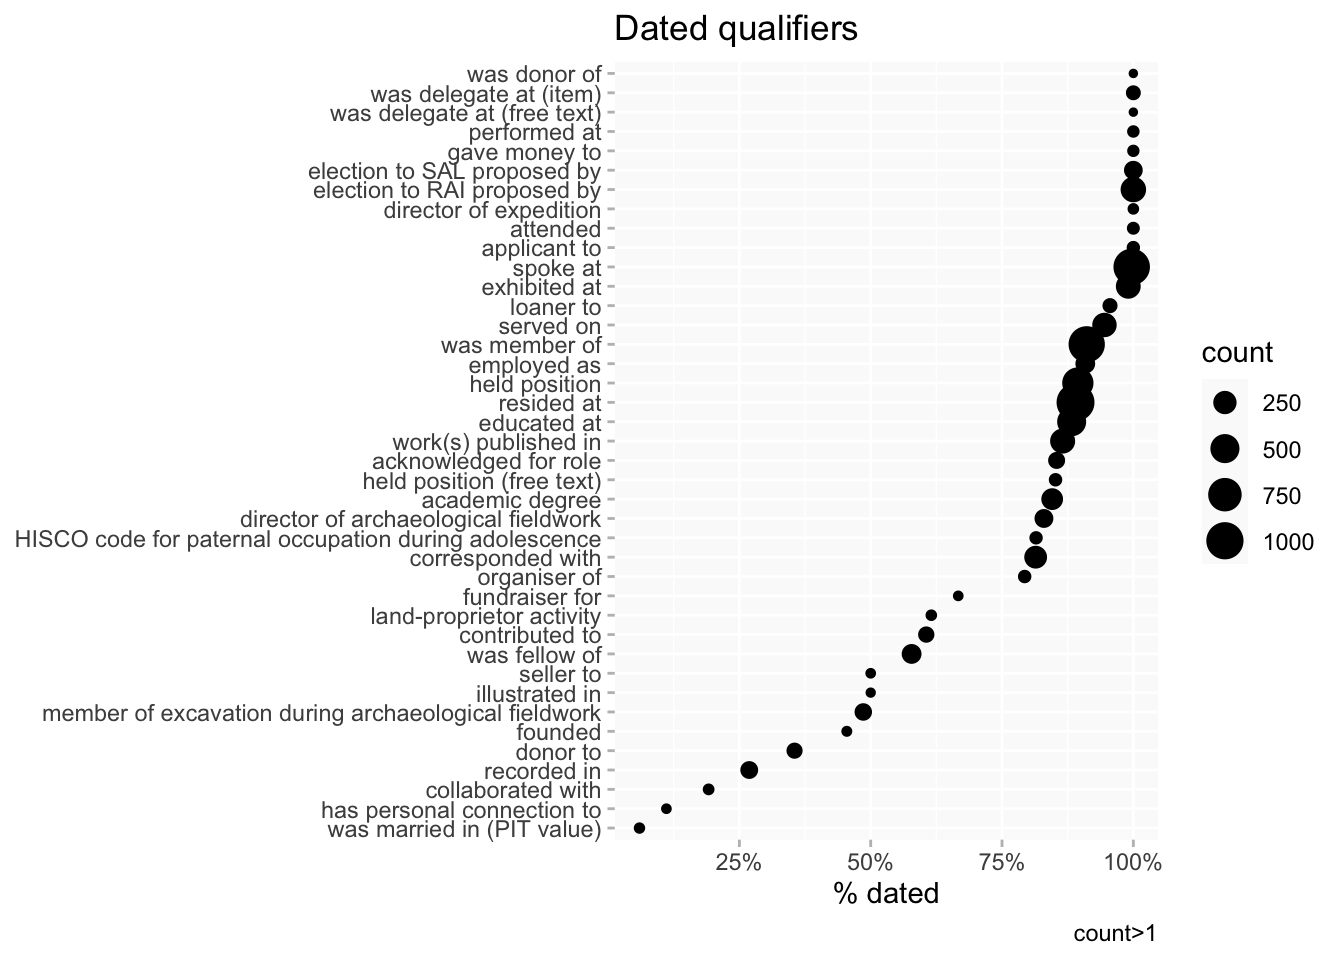 Dated qualifiers
was donor of
was delegate at (item)
was delegate at (free text)
performed at
gave money to
election to SAL proposed by
election to RAI proposed by
director of expedition
attended
applicant to
spoke at
exhibited at
loaner to
served on
was member of
employed as
held position
resided at
educated at
work(s) published in
acknowledged for role
held position (free text)
academic degree
director of archaeological fieldwork
HISCO code for paternal occupation during adolescence
corresponded with
organiser of
fundraiser for
land-proprietor activity
contributed to
was fellow of
seller to
illustrated in
member of excavation during archaeological fieldwork
founded
donor to
recorded in
collaborated with
has personal connection to
was married in (PIT value)
25% 50% 75% 100%
% dated
count>1
count
250
500
750
1000